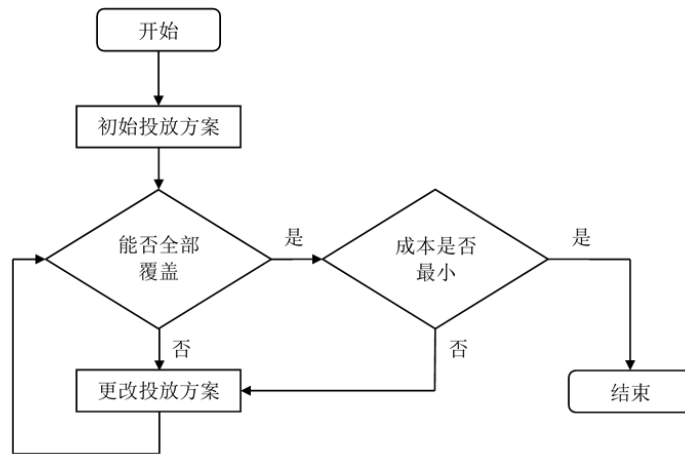 开始
初始投放方案
能否全部
覆盖
是
成本是否
最小
是
否
否
更改投放方案
结束